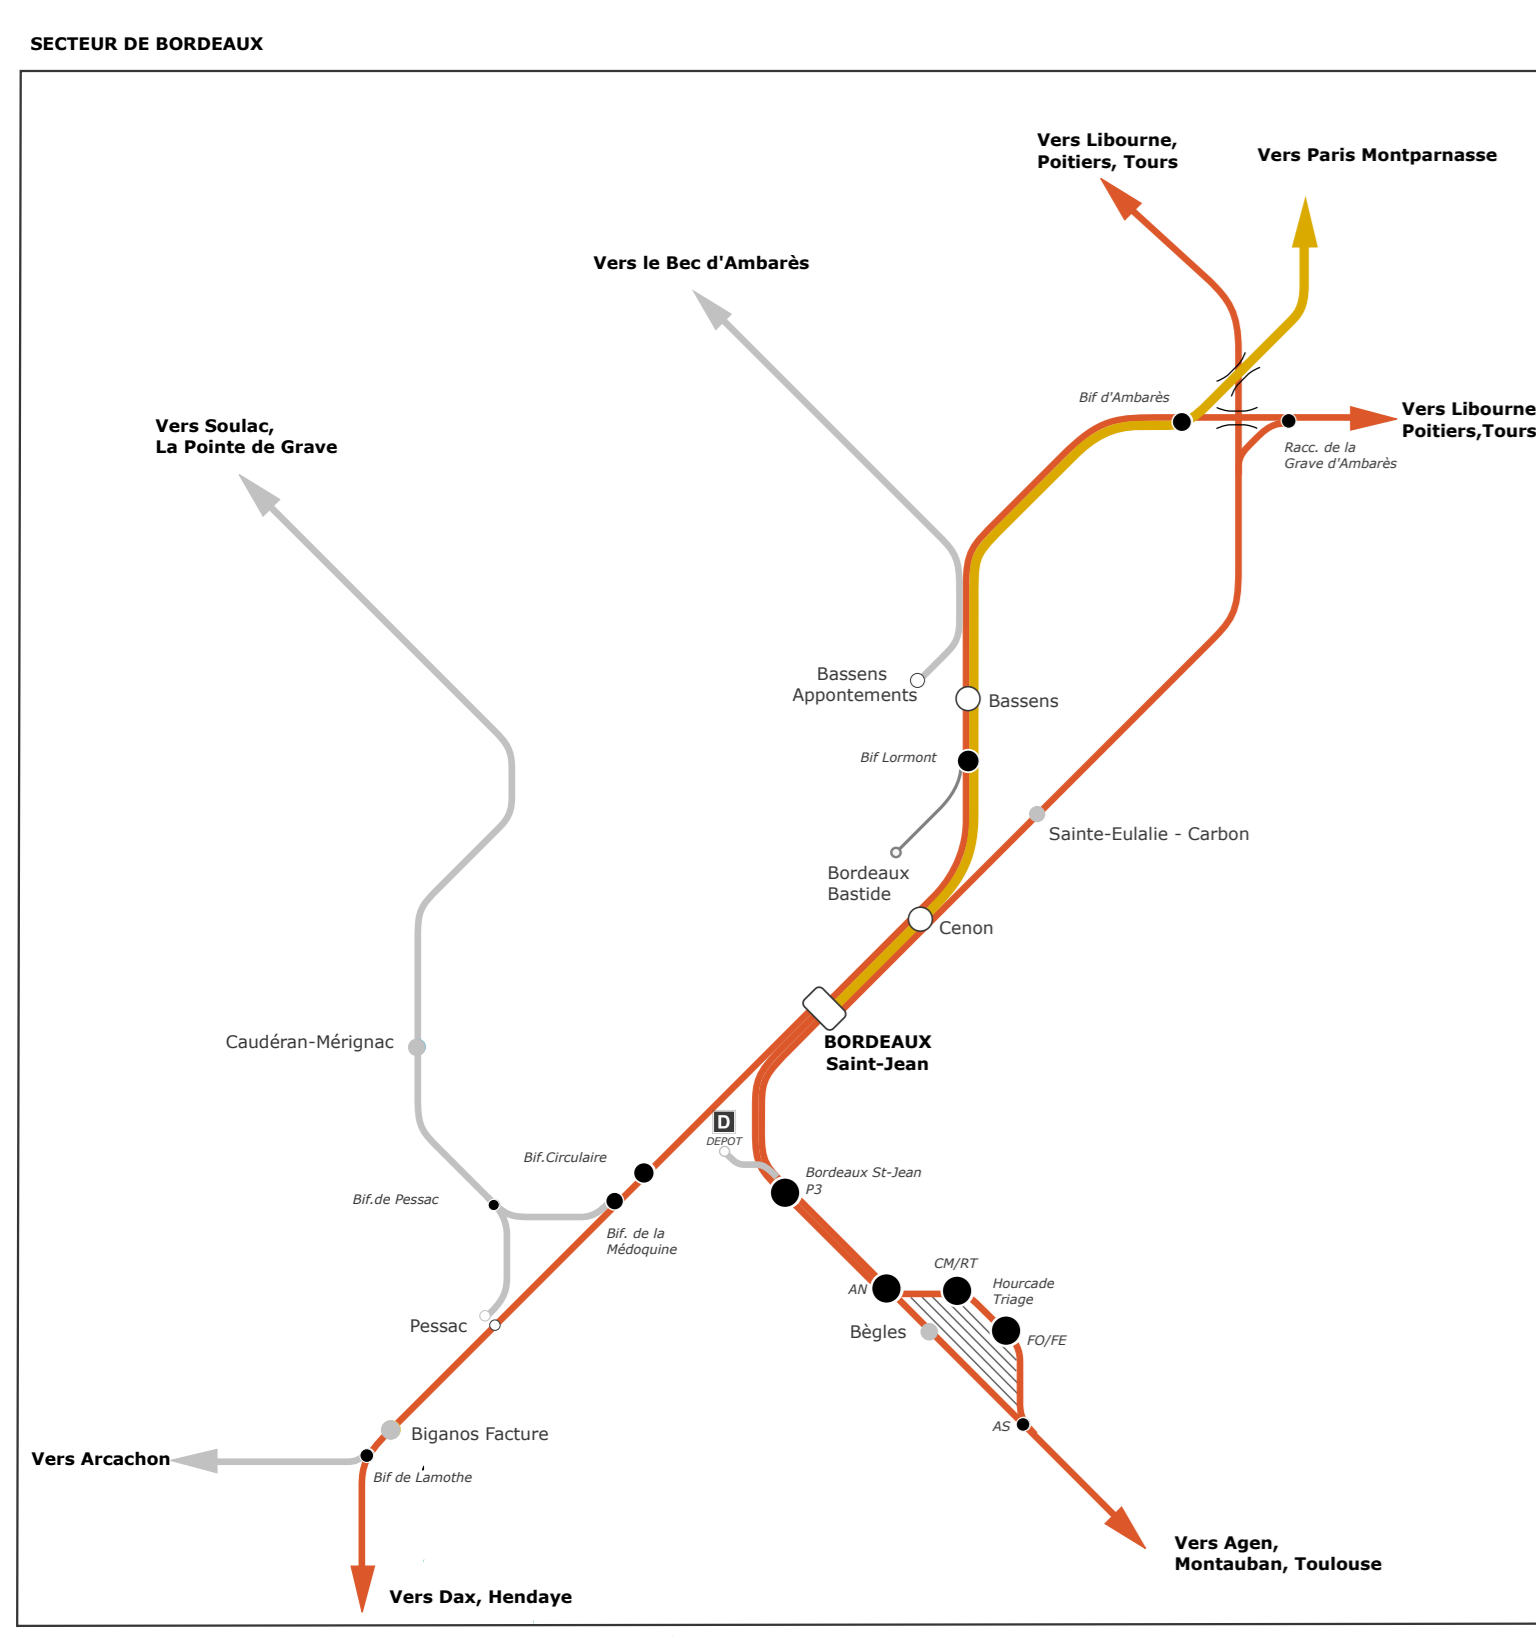 SECTEUR DE BORDEAUX
Vers Libourne,
Poitiers, Tours
Vers Paris Montparnasse
Vers le Bec d'Ambarès
Bif d'Ambarès
Vers Libourne
Poitiers,Tours
Racc. de la
Grave d'Ambarès
Vers Soulac,
La Pointe de Grave
Bassens
Appontements
Bassens
Bif Lormont
Sainte-Eulalie - Carbon
Bordeaux
Bastide
Cenon
Caudéran-Mérignac
BORDEAUX
Saint-Jean
D
DEPOT
Bif.Circulaire
Bordeaux St-Jean
P3
Bif.de Pessac
Bif. de la
Médoquine
CM/RT
AN
Hourcade
Triage
Pessac
Bègles
FO/FE
AS
Biganos Facture
Vers Arcachon
Bif de Lamothe
Vers Agen,
Montauban, Toulouse
Vers Dax, Hendaye